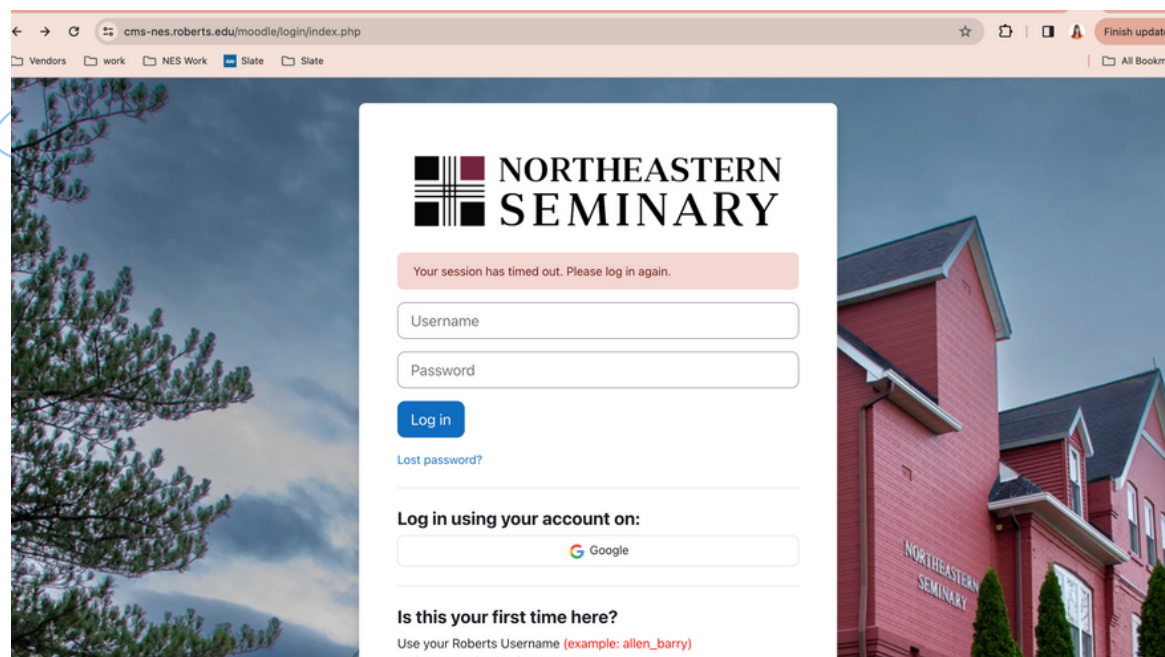 cms-nes.roberts.edu/moodle/login/index.php
Finish updat
Vendors work NES Work Slate Slate All Bookm
NORTHEASTERN
SEMINARY
Your session has timed out. Please log in again.
Username
Password
Log in
Lost password?
Log in using your account on:
G Google
NORTHEASTERN
SEMINARY
Is this your first time here?
Use your Roberts Username (example: allen_barry)